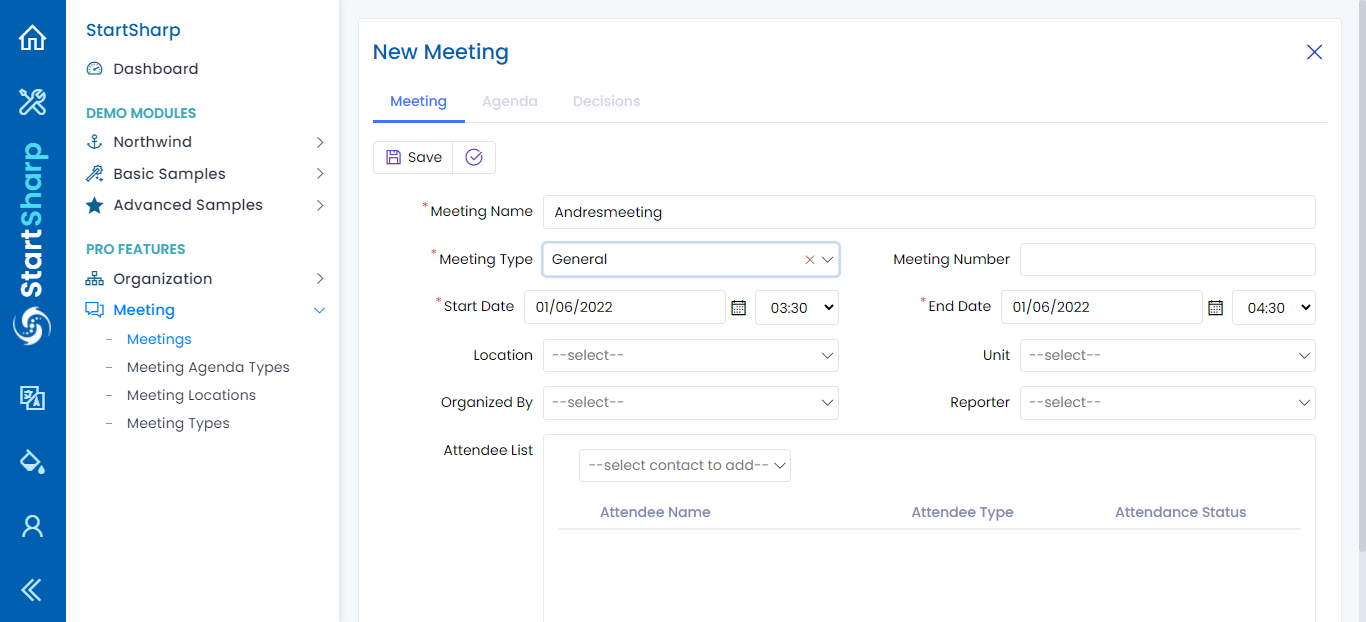 StartSharp
StartSharp
Dashboard
DEMO MODULES
Northwind
Basic Samples
Advanced Samples
PRO FEATURES
Organization
Meeting
Meetings
Meeting Agenda Types
Meeting Locations
Meeting Types
New Meeting
Meeting Agenda Decisions
Save
*Meeting Name Andresmeeting
*Meeting Type General Meeting Number
*Start Date 01/06/2022 03:30 *End Date 01/06/2022 04:30
Location --select-- Unit --select--
Organized By --select-- Reporter --select--
Attendee List
--select contact to add--
Attendee Name Attendee Type Attendance Status